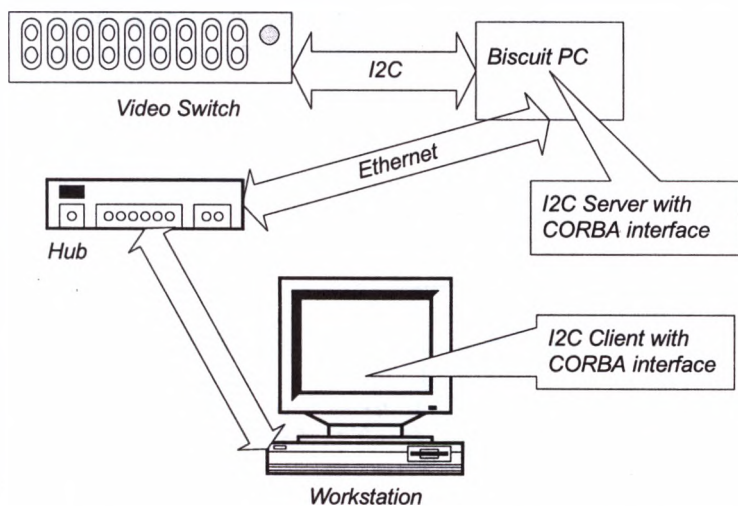 I2C
Biscuit PC
Video Switch
Ethernet
I2C Server with
CORBA interface
Hub
I2C Client with
CORBA interface
Workstation